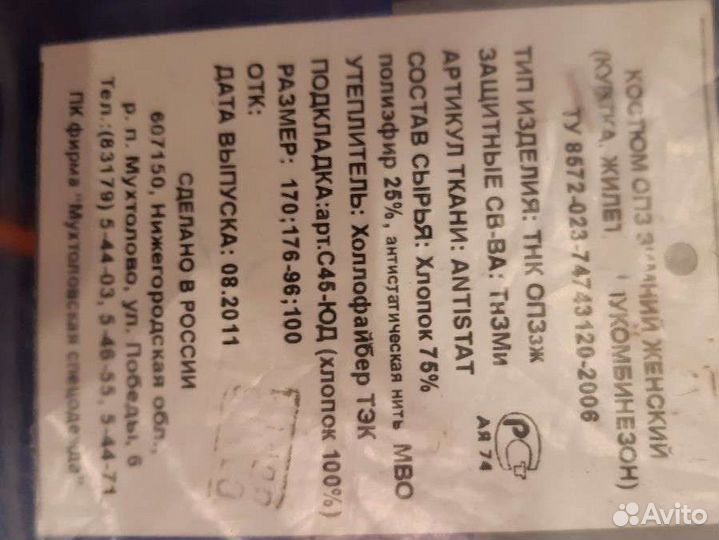 КОСТЮМ ОПЗ ЗИМНИЙ ЖЕНСКИЙ
(КУРТКА, ЖИЛЕТ, ПОЛУКОМБИНЕЗОН)
ТУ 8572-023-74743120-2006
ТИП ИЗДЕЛИЯ: ТНК ОПЗзж
ЗАЩИТНЫЕ СВ-ВА: ТнЗМи
АРТИКУЛ ТКАНИ: ANTISTAT
СОСТАВ СЫРЬЯ: Хлопок 75%
полиэфир 25%, антистатическая нить МВО
УТЕПЛИТЕЛЬ: Холлофайбер ТЭК
ПОДКЛАДКА:арт.С45-ЮД (хлопок 100%)
РАЗМЕР: 170;176-96;100
ОТК:
ДАТА ВЫПУСКА: 08.2011
РСТ
АЯ 74
СДЕЛАНО В РОССИИ
607150, Нижегородская обл.,
р. п. Мухтолово, ул. Победы, 6
Тел.:(83179) 5-44-03, 5-46-55, 5-44-71
ПК фирма "Мухтоловская спецодежда"
Avito